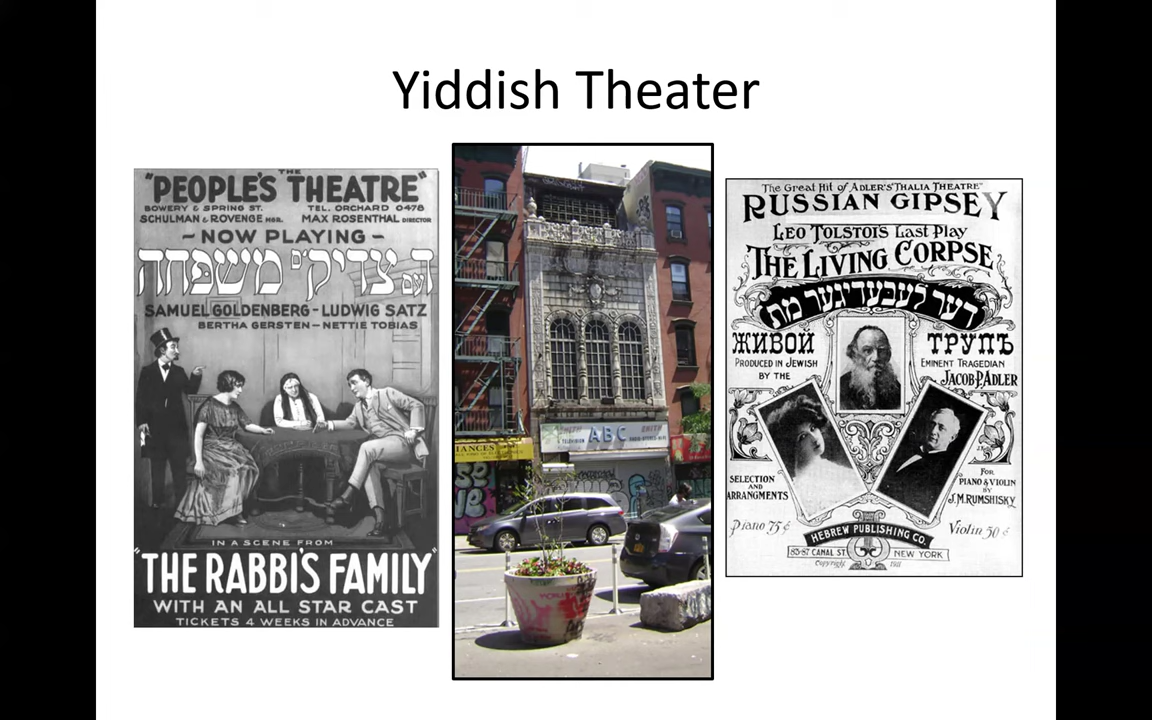 Yiddish Theater
THE
"PEOPLE'S THEATRE"
BOWERY & SPRING ST. TEL. ORCHARD 0478
SCHULMAN & ROVENGE MGR. MAX ROSENTHAL DIRECTOR
~ NOW PLAYING ~
דעם צדיק'ס משפחה
SAMUEL GOLDENBERG - LUDWIG SATZ
BERTHA GERSTEN - NETTIE TOBIAS
IN A SCENE FROM
"THE RABBI'S FAMILY"
WITH AN ALL STAR CAST
TICKETS 4 WEEKS IN ADVANCE
ABC
IANCES
"The Great Hit of ADLER'S THALIA THEATRE"
RUSSIAN GIPSEY
LEO TOLSTOIS Last Play
THE LIVING CORPSE
דער לעבעדיגער מת
ЖИВОЙ ТРУПЪ
PRODUCED IN JEWISH
BY THE
EMINENT TRAGEDIAN
JACOB P. ADLER
SELECTION
AND
ARRANGMENTS
FOR
PIANO & VIOLIN
BY
J.M. RUMSHISKY
Piano 75¢ Violin 50¢
HEBREW PUBLISHING CO.
83-87 CANAL ST. NEW YORK
Copyright 1911